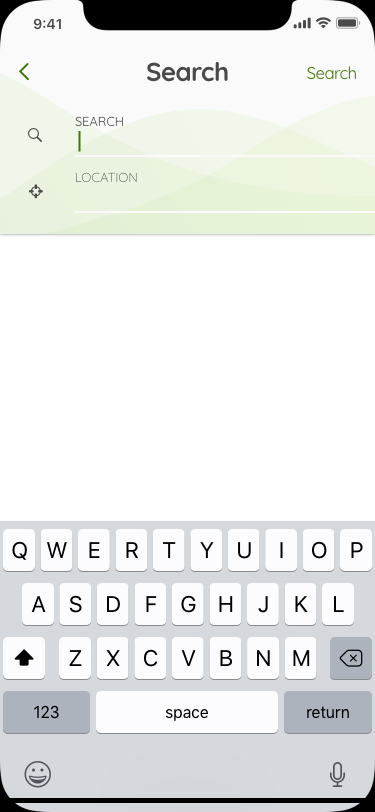 9:41
Search Search
SEARCH
LOCATION
Q W E R T Y U I O P
A S D F G H J K L
Z X C V B N M
123 space return